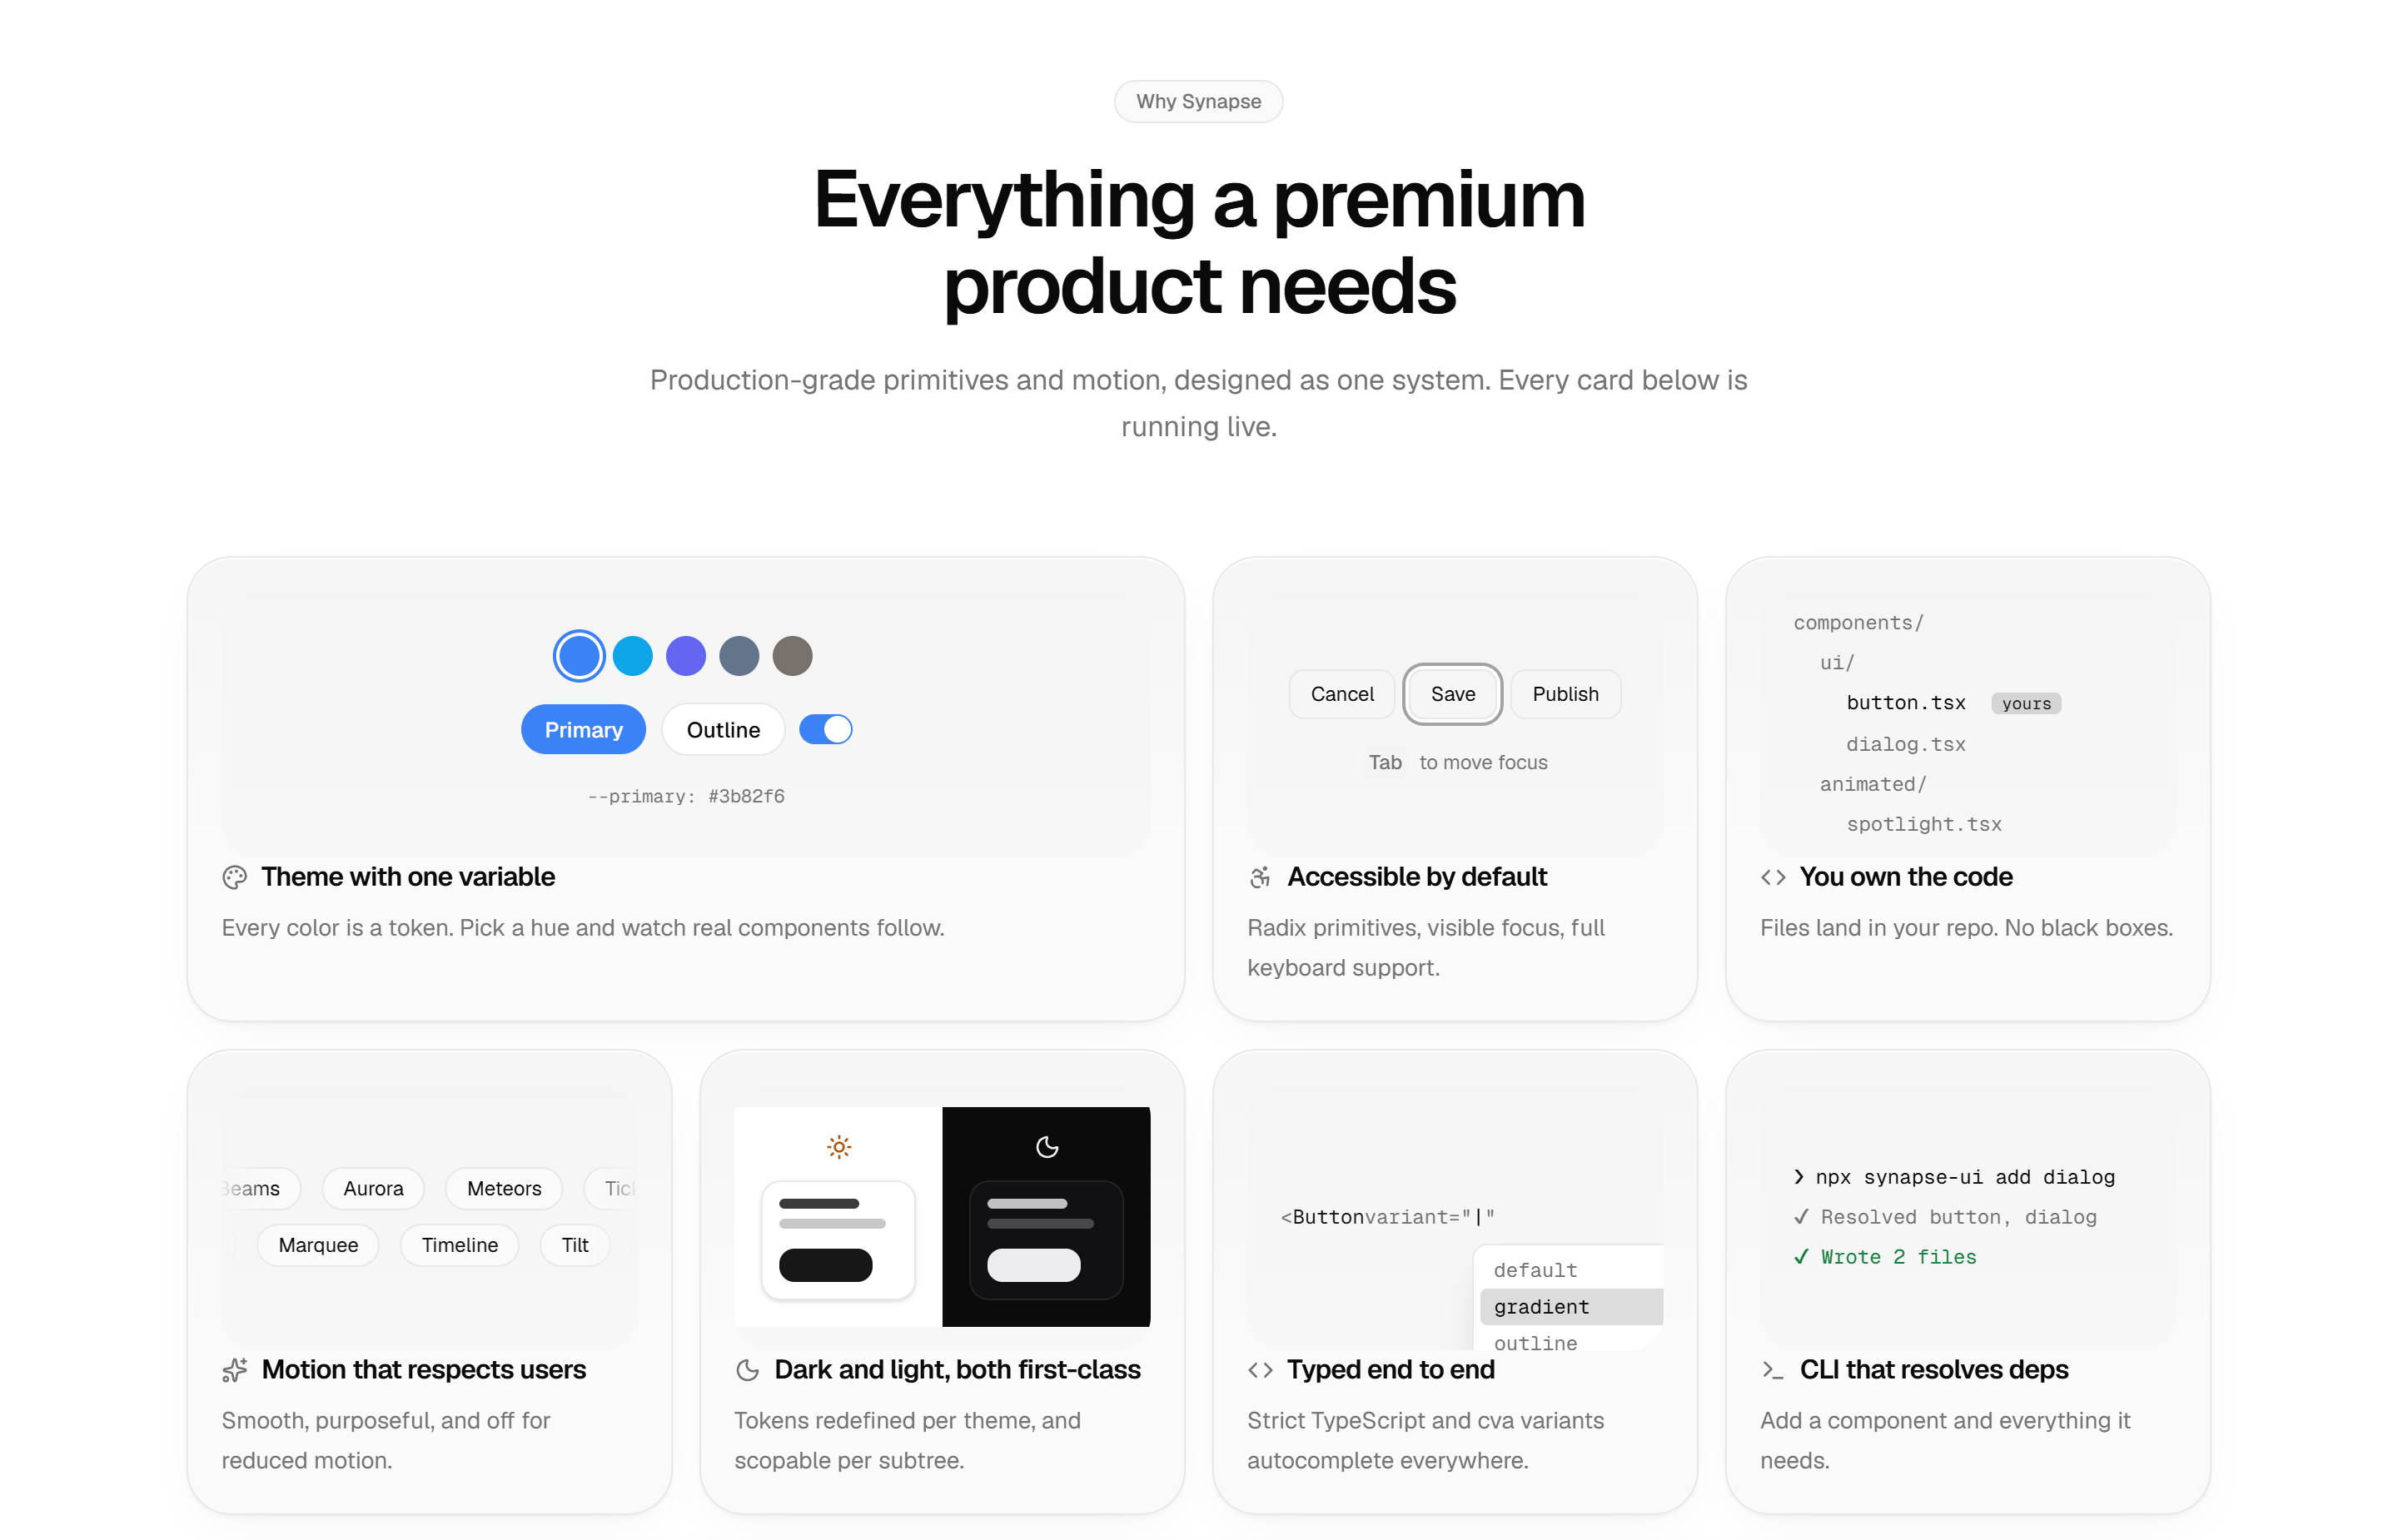 Why Synapse
Everything a premium
product needs
Production-grade primitives and motion, designed as one system. Every card below is
running live.
Primary
Outline
--primary: #3b82f6
Theme with one variable
Every color is a token. Pick a hue and watch real components follow.
Cancel
Save
Publish
Tab to move focus
Accessible by default
Radix primitives, visible focus, full
keyboard support.
components/
ui/
button.tsx yours
dialog.tsx
animated/
spotlight.tsx
You own the code
Files land in your repo. No black boxes.
Beams
Aurora
Meteors
Marquee
Timeline
Tilt
Motion that respects users
Smooth, purposeful, and off for
reduced motion.
Dark and light, both first-class
Tokens redefined per theme, and
scopable per subtree.
<Buttonvariant="|"
default
gradient
outline
Typed end to end
Strict TypeScript and cva variants
autocomplete everywhere.
❯ npx synapse-ui add dialog
✓ Resolved button, dialog
✓ Wrote 2 files
CLI that resolves deps
Add a component and everything it
needs.